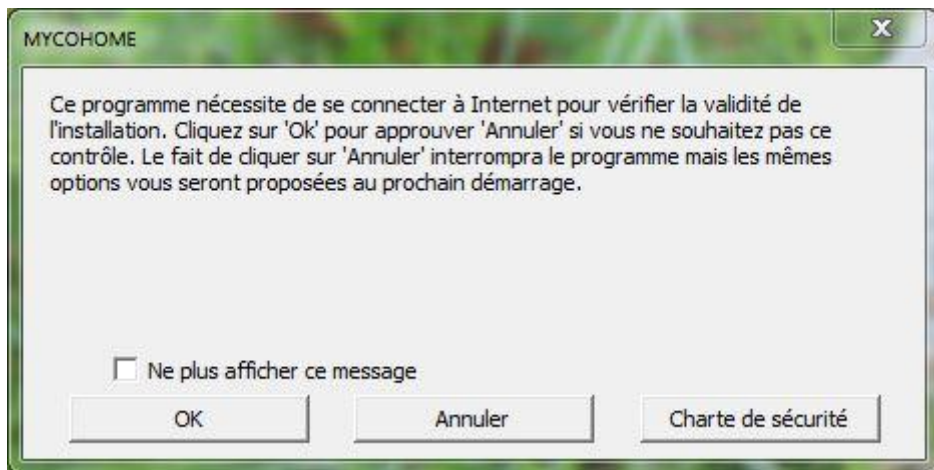 MYCOHOME
Ce programme nécessite de se connecter à Internet pour vérifier la validité de
l'installation. Cliquez sur 'Ok' pour approuver 'Annuler' si vous ne souhaitez pas ce
contrôle. Le fait de cliquer sur 'Annuler' interrompra le programme mais les mêmes
options vous seront proposées au prochain démarrage.
Ne plus afficher ce message
OK
Annuler
Charte de sécurité